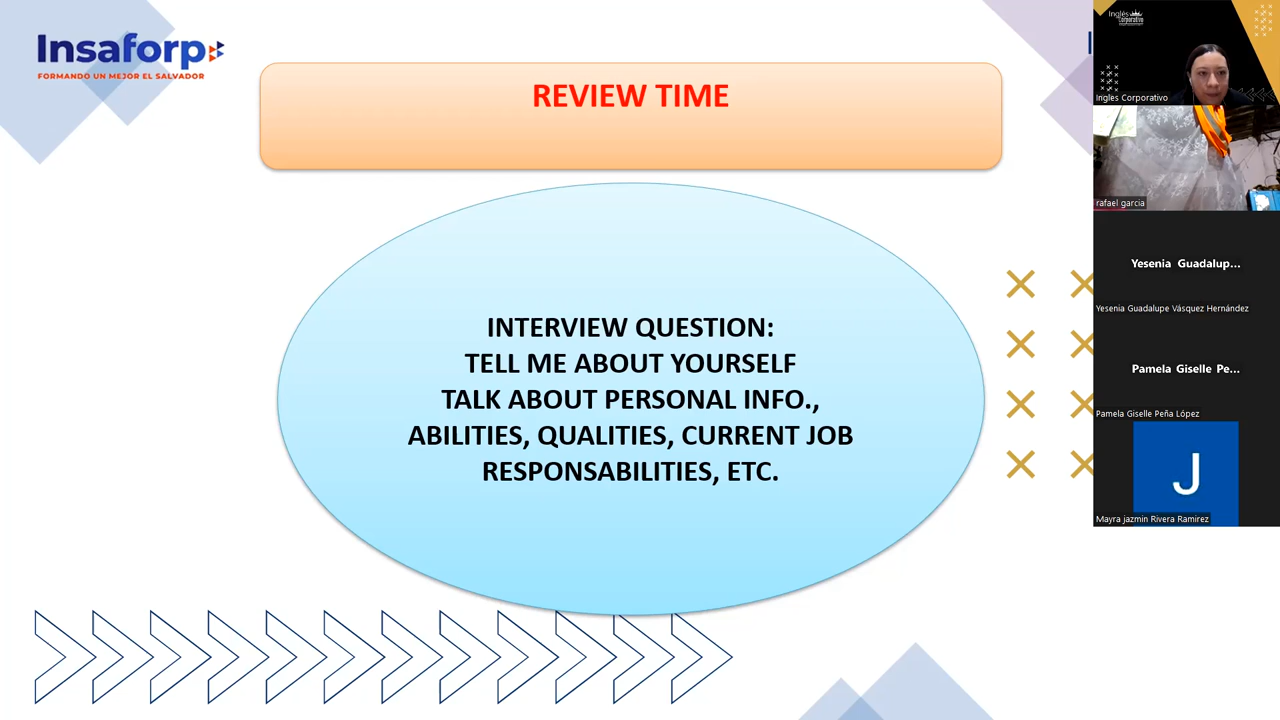 Insaforp
FORMANDO UN MEJOR EL SALVADOR
REVIEW TIME
INTERVIEW QUESTION:
TELL ME ABOUT YOURSELF
TALK ABOUT PERSONAL INFO.,
ABILITIES, QUALITIES, CURRENT JOB
RESPONSABILITIES, ETC.
Inglés
Corporativo
Ingles Corporativo
rafael garcia
Yesenia Guadalup...
Yesenia Guadalupe Vásquez Hernández
Pamela Giselle Pe...
Pamela Giselle Peña López
J
Mayra jazmin Rivera Ramirez